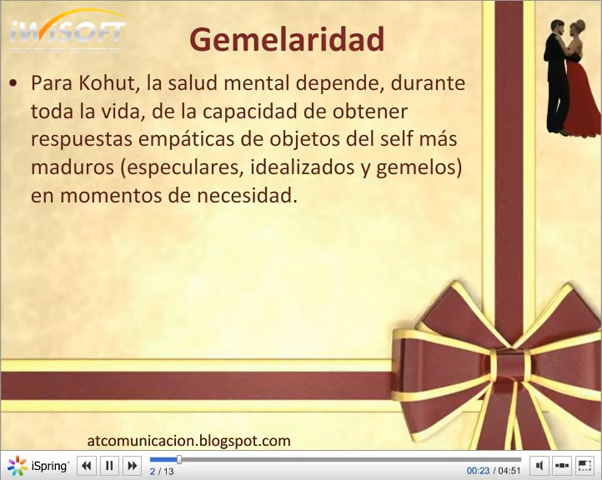 iWISOFT
Gemelaridad
• Para Kohut, la salud mental depende, durante
toda la vida, de la capacidad de obtener
respuestas empáticas de objetos del self más
maduros (especulares, idealizados y gemelos)
en momentos de necesidad.
atcomunicacion.blogspot.com
iSpring
2 / 13
00:23 / 04:51